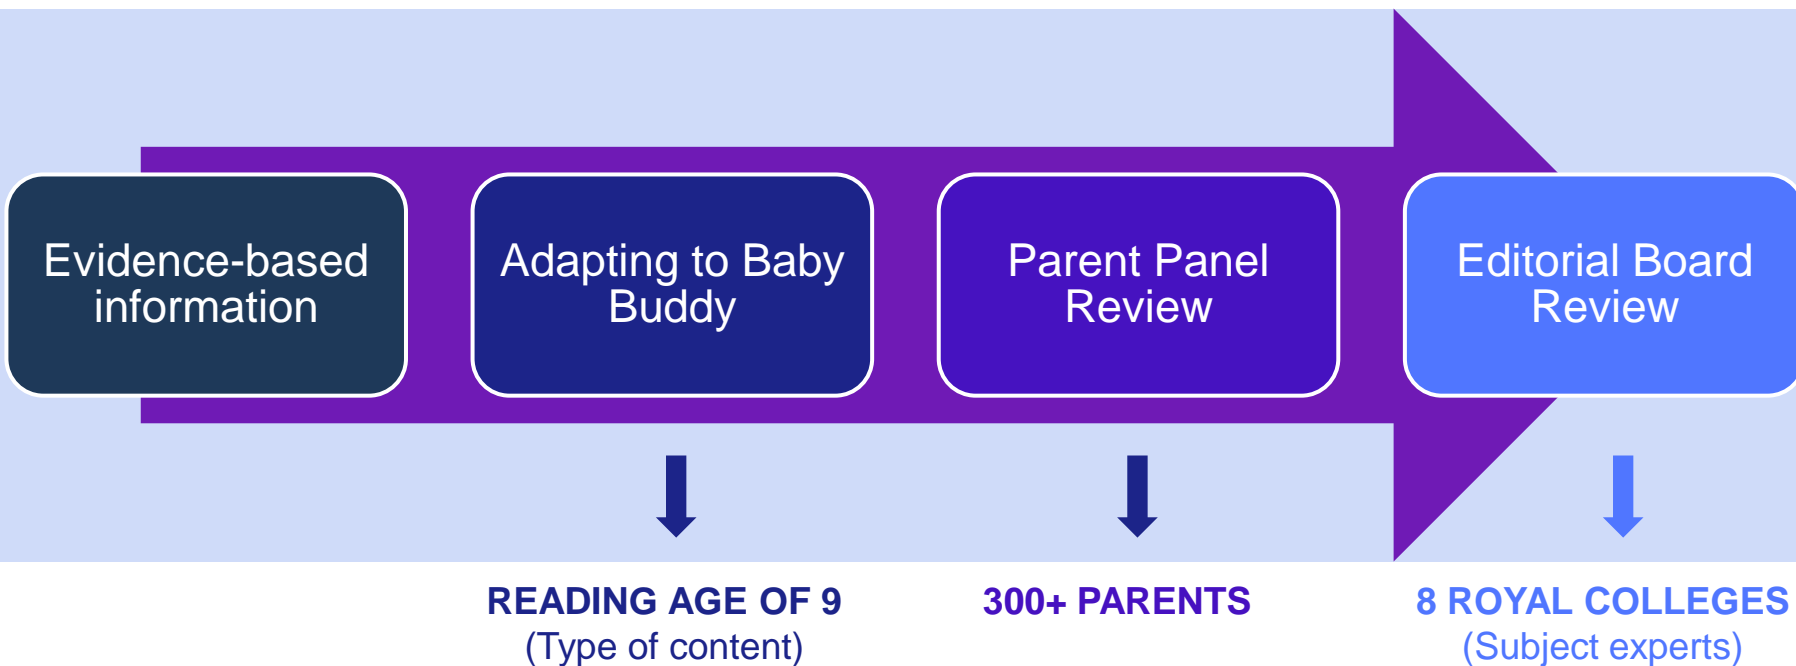 Evidence-based
information
Adapting to Baby
Buddy
Parent Panel
Review
Editorial Board
Review
READING AGE OF 9
(Type of content)
300+ PARENTS
8 ROYAL COLLEGES
(Subject experts)